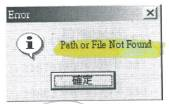 Error
Path or File Not Found
確定